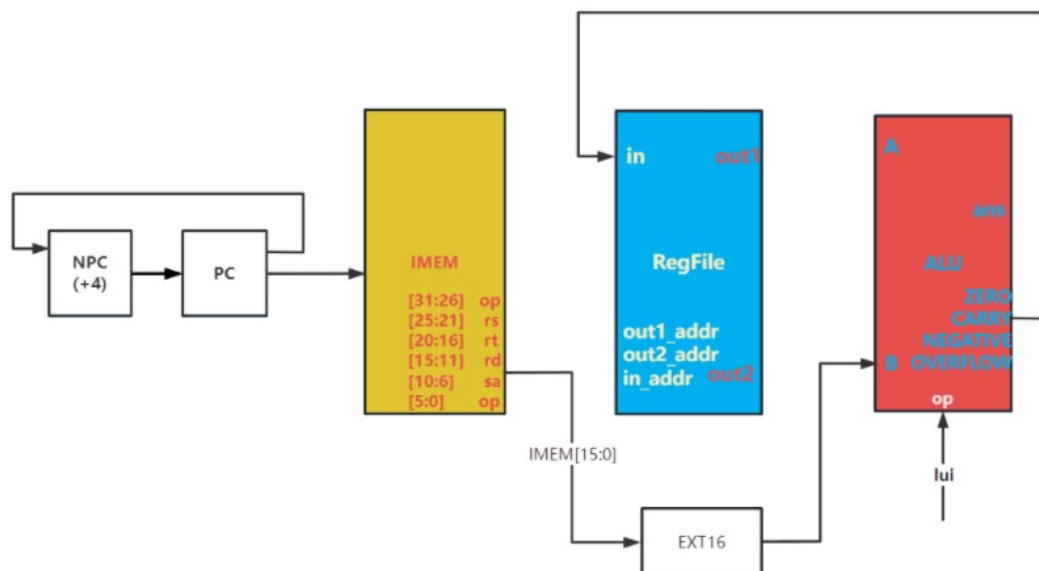 NPC
(+4)
PC
IMEM
[31:26] op
[25:21] rs
[20:16] rt
[15:11] rd
[10:6] sa
[5:0] op
IMEM[15:0]
in
out1
RegFile
out1_addr
out2_addr
in_addr
out2
EXT16
A
ans
ALU
ZERO
CARRY
NEGATIVE
B OVERFLOW
op
lui